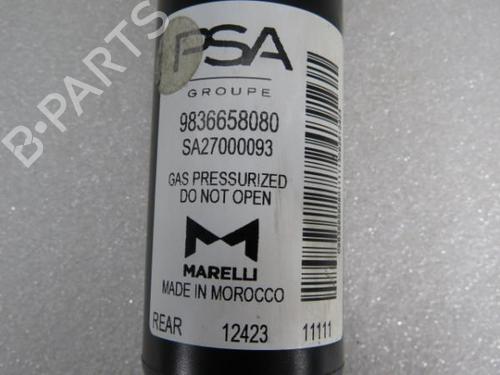 B-PARTS
PSA
GROUPE
9836658080
SA27000093
GAS PRESSURIZED
DO NOT OPEN
MARELLI
MADE IN MOROCCO
REAR 12423 11111